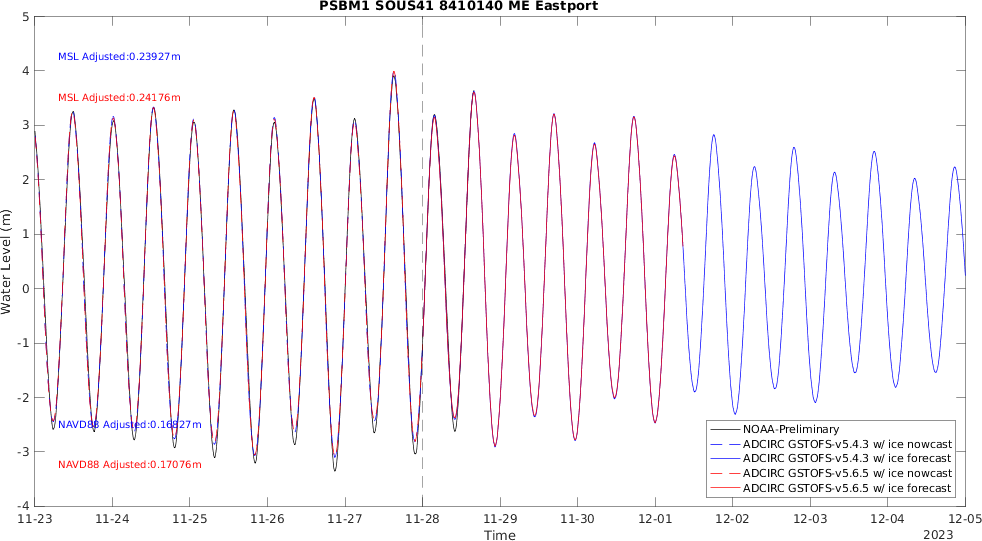 PSBM1 SOUS41 8410140 ME Eastport
5
4
3
2
1
0
-1
-2
-3
-4
Water Level (m)
MSL Adjusted:0.23927m
MSL Adjusted:0.24176m
NAVD88 Adjusted:0.16827m
NAVD88 Adjusted:0.17076m
NOAA-Preliminary
ADCIRC GSTOFS-v5.4.3 w/ ice nowcast
ADCIRC GSTOFS-v5.4.3 w/ ice forecast
ADCIRC GSTOFS-v5.6.5 w/ ice nowcast
ADCIRC GSTOFS-v5.6.5 w/ ice forecast
11-23 11-24 11-25 11-26 11-27 11-28 11-29 11-30 12-01 12-02 12-03 12-04 12-05
Time
2023